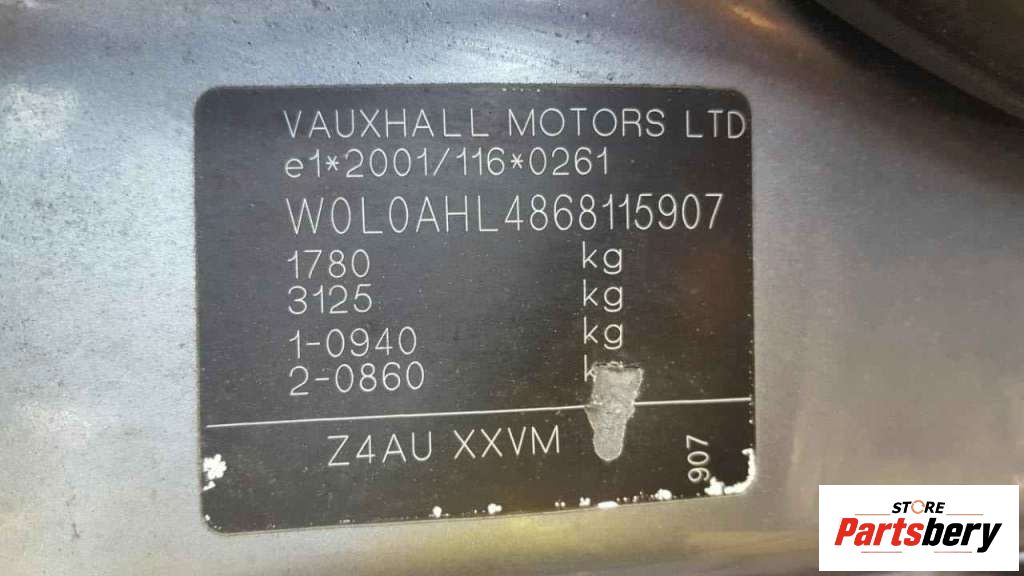 VAUXHALL MOTORS LTD
e1*2001/116*0261
W0L0AHL4868115907
1780 kg
3125 kg
1-0940 kg
2-0860
Z4AU XXVM
907
STORE
Partsbery